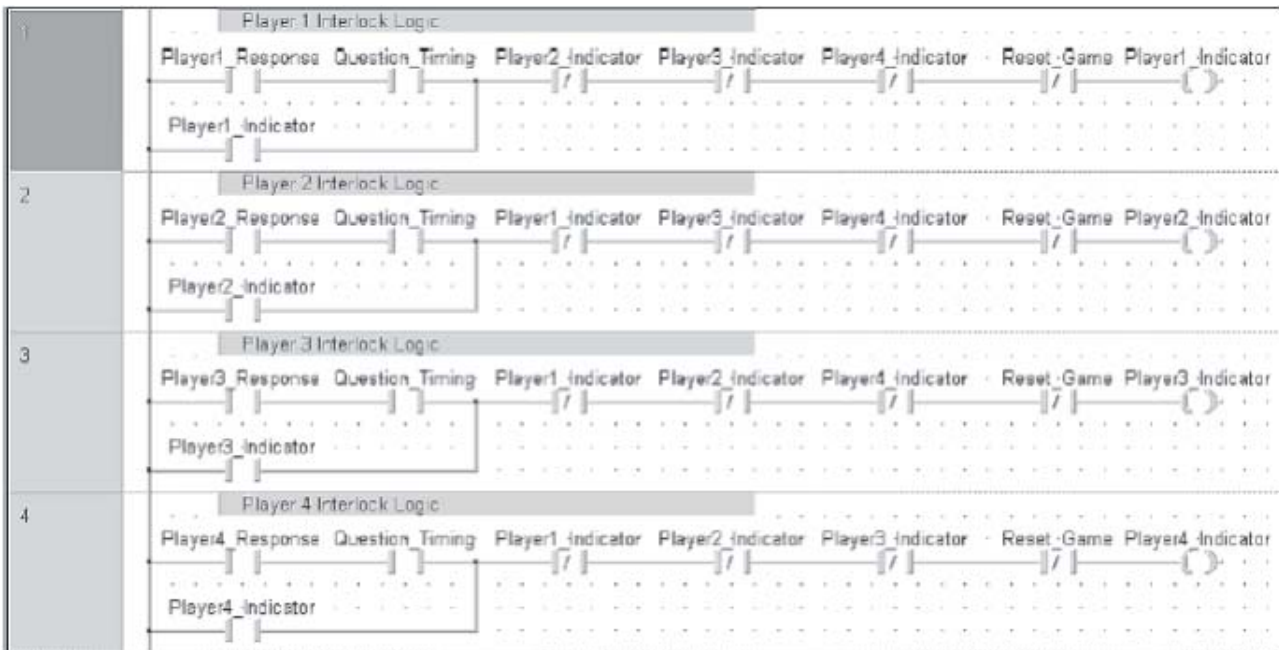 1
Player 1 Interlock Logic
Player1_Response Question_Timing Player2_Indicator Player3_Indicator Player4_Indicator Reset_Game Player1_Indicator
Player1_Indicator
2
Player 2 Interlock Logic
Player2_Response Question_Timing Player1_Indicator Player3_Indicator Player4_Indicator Reset_Game Player2_Indicator
Player2_Indicator
3
Player 3 Interlock Logic
Player3_Response Question_Timing Player1_Indicator Player2_Indicator Player4_Indicator Reset_Game Player3_Indicator
Player3_Indicator
4
Player 4 Interlock Logic
Player4_Response Question_Timing Player1_Indicator Player2_Indicator Player3_Indicator Reset_Game Player4_Indicator
Player4_Indicator